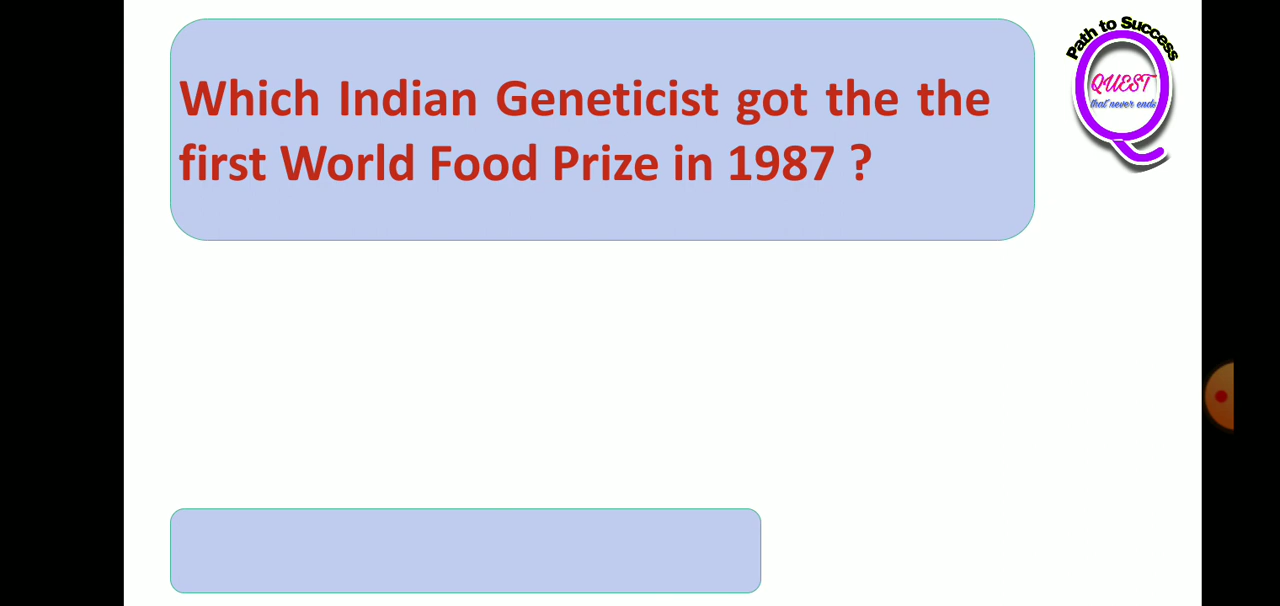 Which Indian Geneticist got the the
first World Food Prize in 1987 ?
Path to Success
QUEST
that never ends